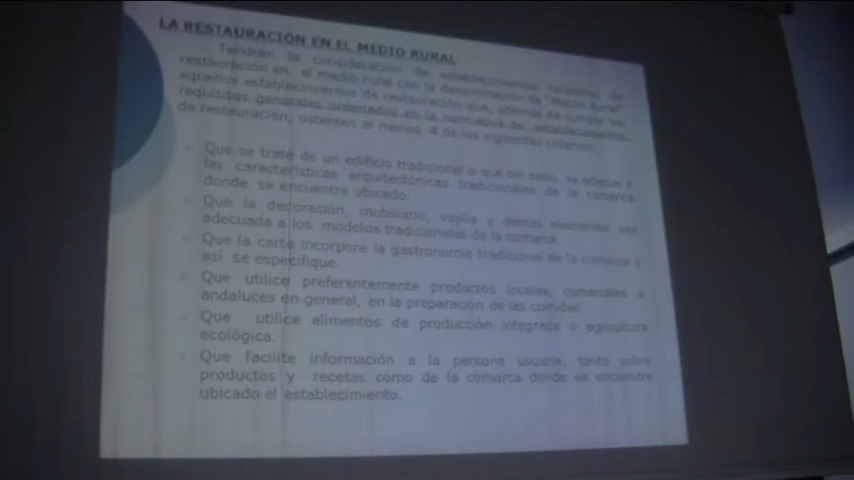 LA RESTAURACIÓN EN EL MEDIO RURAL
Tendrán la consideración de establecimientos turísticos de
restauración en el medio rural con la denominación de "Medio Rural"
aquellos establecimientos de restauración que, además de cumplir los
requisitos generales ordenados en la normativa de establecimientos
de restauración, ostenten al menos 4 de los siguientes criterios:
Que se trate de un edificio tradicional o que sin serlo, se adecue a
las características arquitectónicas tradicionales de la comarca
donde se encuentre ubicado.
Que la decoración, mobiliario, vajilla y demás elementos sea
adecuada a los modelos tradicionales de la comarca.
Que la carta incorpore la gastronomía tradicional de la comarca y
así se especifique.
Que utilice preferentemente productos locales, comarcales o
andaluces en general, en la preparación de las comidas.
Que utilice alimentos de producción integrada o agricultura
ecológica.
Que facilite información a la persona usuaria, tanto sobre
productos y recetas como de la comarca donde se encuentre
ubicado el establecimiento.